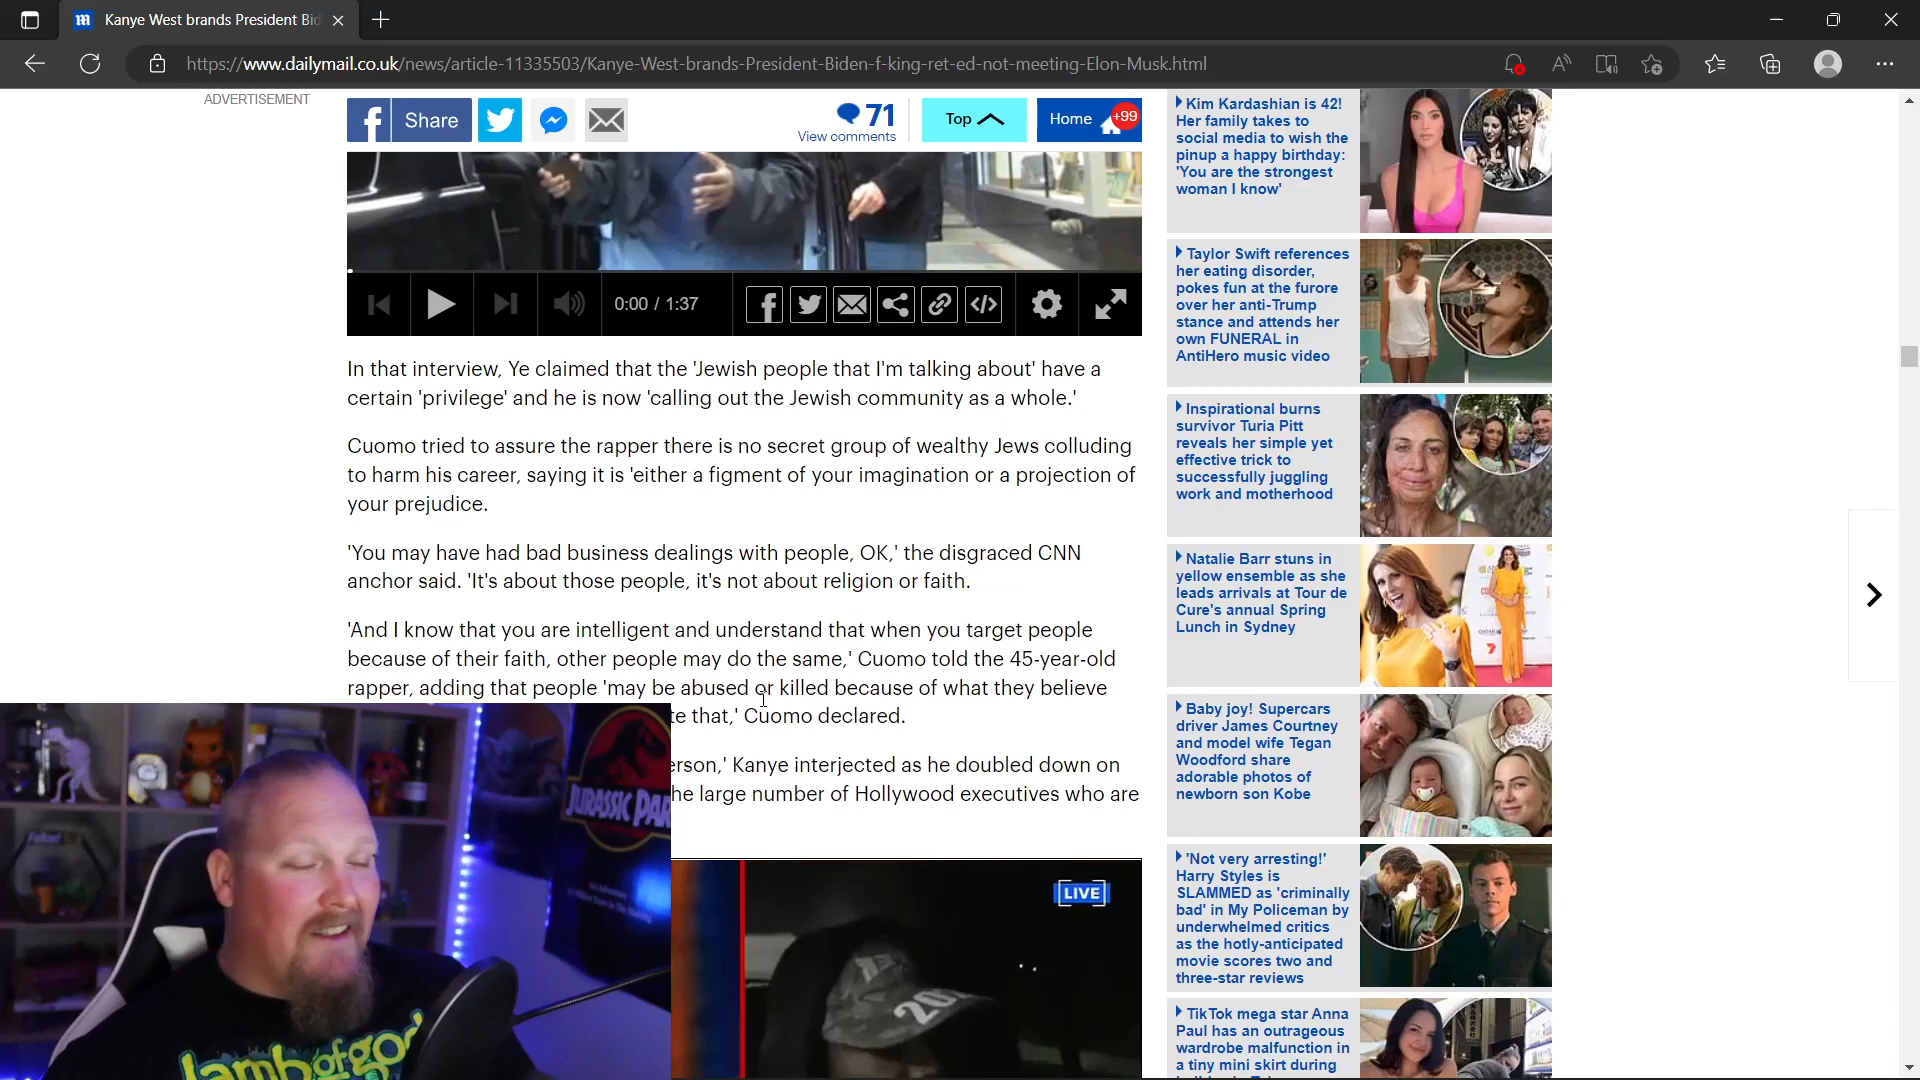 Kanye West brands President Bid
https://www.dailymail.co.uk/news/article-11335503/Kanye-West-brands-President-Biden-f-king-ret-ed-not-meeting-Elon-Musk.html
ADVERTISEMENT
Share
71
View comments
Top
Home
+99
0:00 / 1:37
In that interview, Ye claimed that the 'Jewish people that I'm talking about' have a
certain 'privilege' and he is now 'calling out the Jewish community as a whole.'
Cuomo tried to assure the rapper there is no secret group of wealthy Jews colluding
to harm his career, saying it is 'either a figment of your imagination or a projection of
your prejudice.
'You may have had bad business dealings with people, OK,' the disgraced CNN
anchor said. 'It's about those people, it's not about religion or faith.
'And I know that you are intelligent and understand that when you target people
because of their faith, other people may do the same,' Cuomo told the 45-year-old
rapper, adding that people 'may be abused or killed because of what they believe
te that,' Cuomo declared.
erson,' Kanye interjected as he doubled down on
he large number of Hollywood executives who are
LIVE
JURASSIC PAR
lamb of god
Kim Kardashian is 42!
Her family takes to
social media to wish the
pinup a happy birthday:
'You are the strongest
woman I know'
Taylor Swift references
her eating disorder,
pokes fun at the furore
over her anti-Trump
stance and attends her
own FUNERAL in
AntiHero music video
Inspirational burns
survivor Turia Pitt
reveals her simple yet
effective trick to
successfully juggling
work and motherhood
Natalie Barr stuns in
yellow ensemble as she
leads arrivals at Tour de
Cure's annual Spring
Lunch in Sydney
Baby joy! Supercars
driver James Courtney
and model wife Tegan
Woodford share
adorable photos of
newborn son Kobe
'Not very arresting!'
Harry Styles is
SLAMMED as 'criminally
bad' in My Policeman by
underwhelmed critics
as the hotly-anticipated
movie scores two and
three-star reviews
TikTok mega star Anna
Paul has an outrageous
wardrobe malfunction in
a tiny mini skirt during